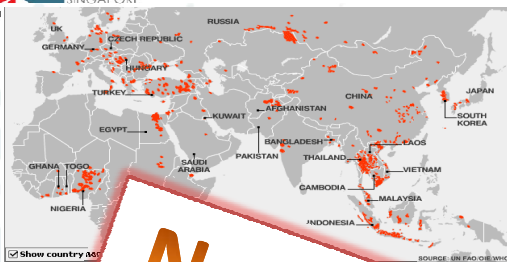 SINGAPORE
RUSSIA
UK
GERMANY
CZECH REPUBLIC
HUNGARY
TURKEY
CHINA
JAPAN
SOUTH KOREA
AFGHANISTAN
KUWAIT
EGYPT
PAKISTAN
BANGLADESH
LAOS
THAILAND
VIETNAM
SAUDI ARABIA
GHANA TOGO
NIGERIA
CAMBODIA
MALAYSIA
INDONESIA
Show country
SOURCE: UN FAO/OIE/WHO